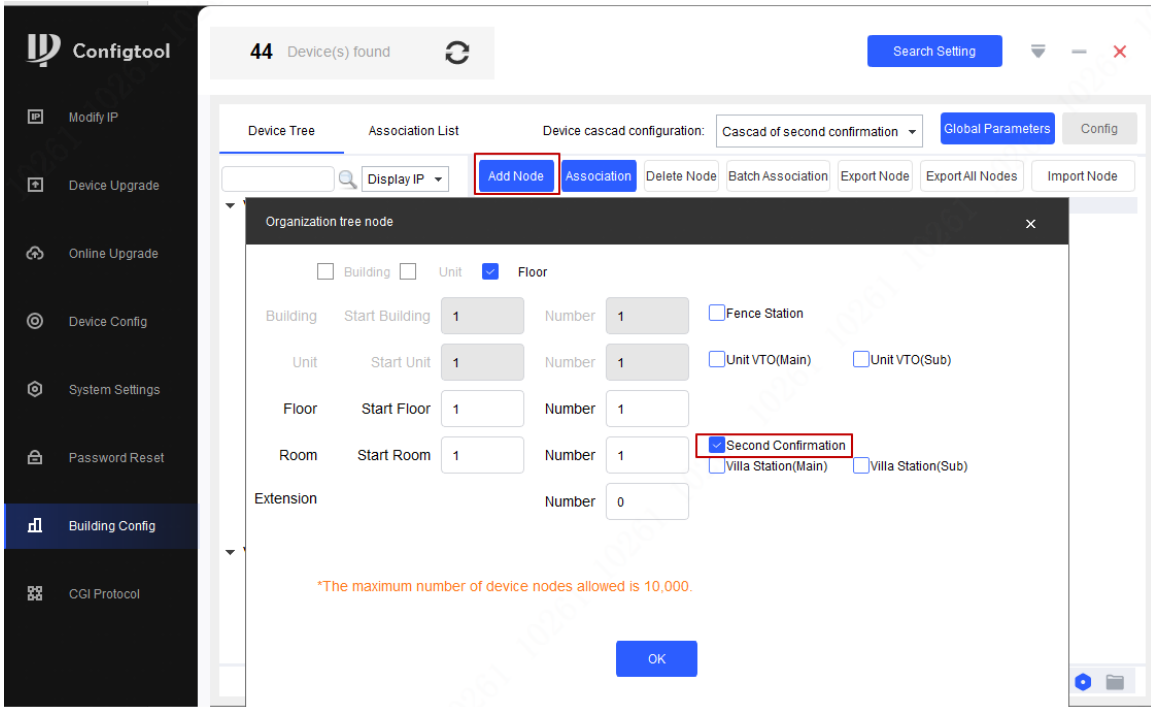 Configtool
44 Device(s) found
Search Setting
IP Modify IP
Device Upgrade
Online Upgrade
Device Config
System Settings
Password Reset
Building Config
CGI Protocol
Device Tree Association List Device cascad configuration: Cascad of second confirmation Global Parameters Config
Display IP Add Node Association Delete Node Batch Association Export Node Export All Nodes Import Node
Organization tree node
Building Unit Floor
Building Start Building 1 Number 1 Fence Station
Unit Start Unit 1 Number 1 Unit VTO(Main) Unit VTO(Sub)
Floor Start Floor 1 Number 1
Second Confirmation
Room Start Room 1 Number 1
Villa Station(Main) Villa Station(Sub)
Extension Number 0
*The maximum number of device nodes allowed is 10,000.
OK